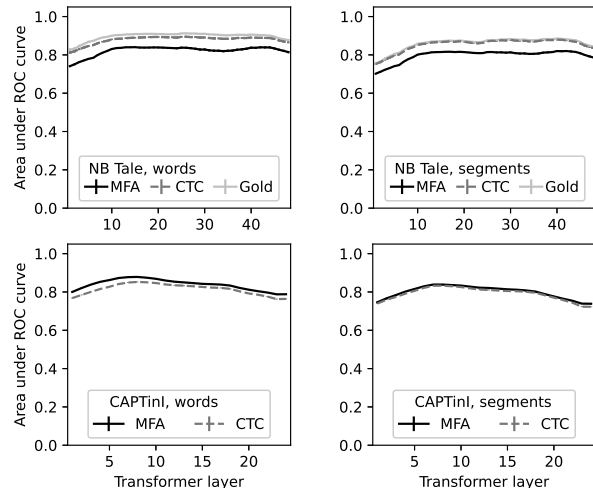 Area under ROC curve
1.0
0.8
0.6
0.4
0.2
0.0
NB Tale, words
MFA CTC Gold
10 20 30 40
1.0
0.8
0.6
0.4
0.2
0.0
NB Tale, segments
MFA CTC Gold
10 20 30 40
Area under ROC curve
1.0
0.8
0.6
0.4
0.2
0.0
CAPTinI, words
MFA CTC
5 10 15 20
Transformer layer
1.0
0.8
0.6
0.4
0.2
0.0
CAPTinI, segments
MFA CTC
5 10 15 20
Transformer layer